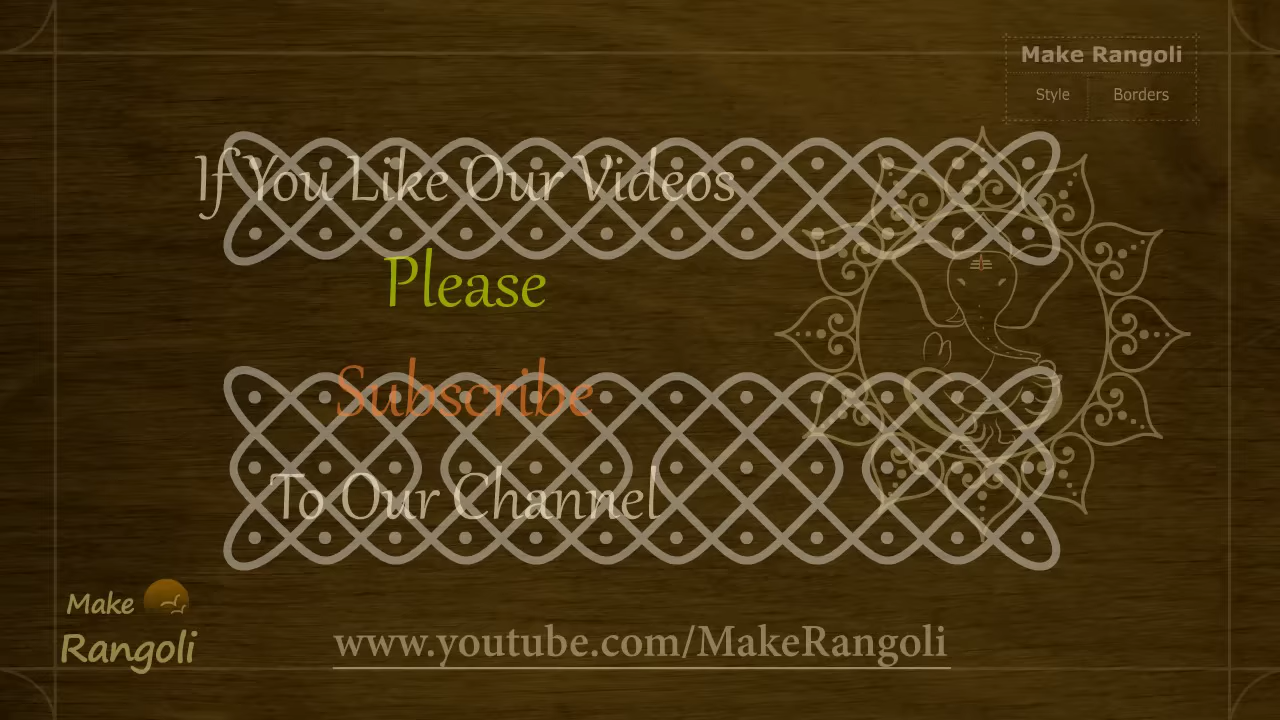 Make Rangoli
Style Borders
If You Like Our Videos
Please
Subscribe
To Our Channel
Make
Rangoli
www.youtube.com/MakeRangoli